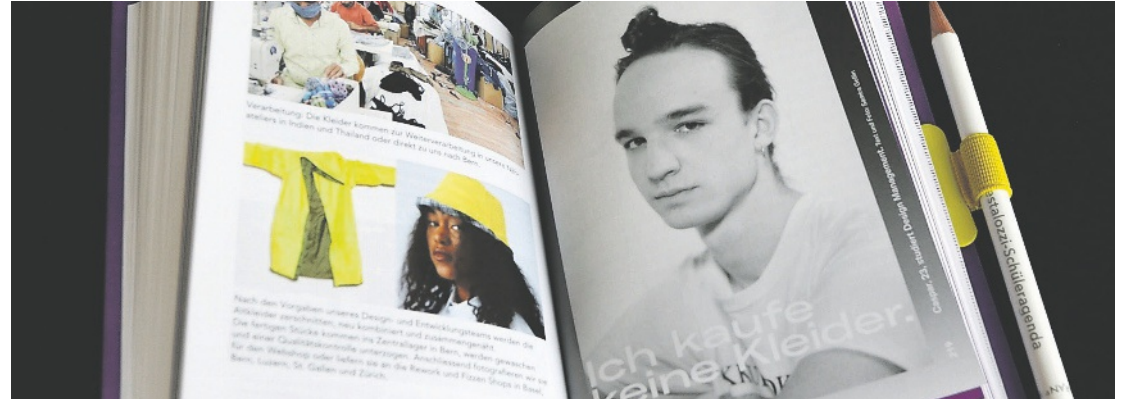 Verarbeitung: Die Kleider kommen zur Weiterverarbeitung in unsere Näh-
ateliers in Indien und Thailand oder direkt zu uns nach Bern.
Nach den Vorgaben unseres Design- und Entwicklungsteams werden die
Altkleider zerschnitten, neu kombiniert und zusammengenäht.
Die fertigen Stücke kommen ins Zentrallager in Bern, werden gewaschen
und einer Qualitätskontrolle unterzogen. Anschliessend fotografieren wir sie
für den Webshop oder liefern sie an die Rework und Fizzen Shops in Basel,
Bern, Luzern, St. Gallen und Zürich.
Ich kaufe
keine Kleider.
Casper, 23, studiert Design Management.
stalozzi-Schüleragenda